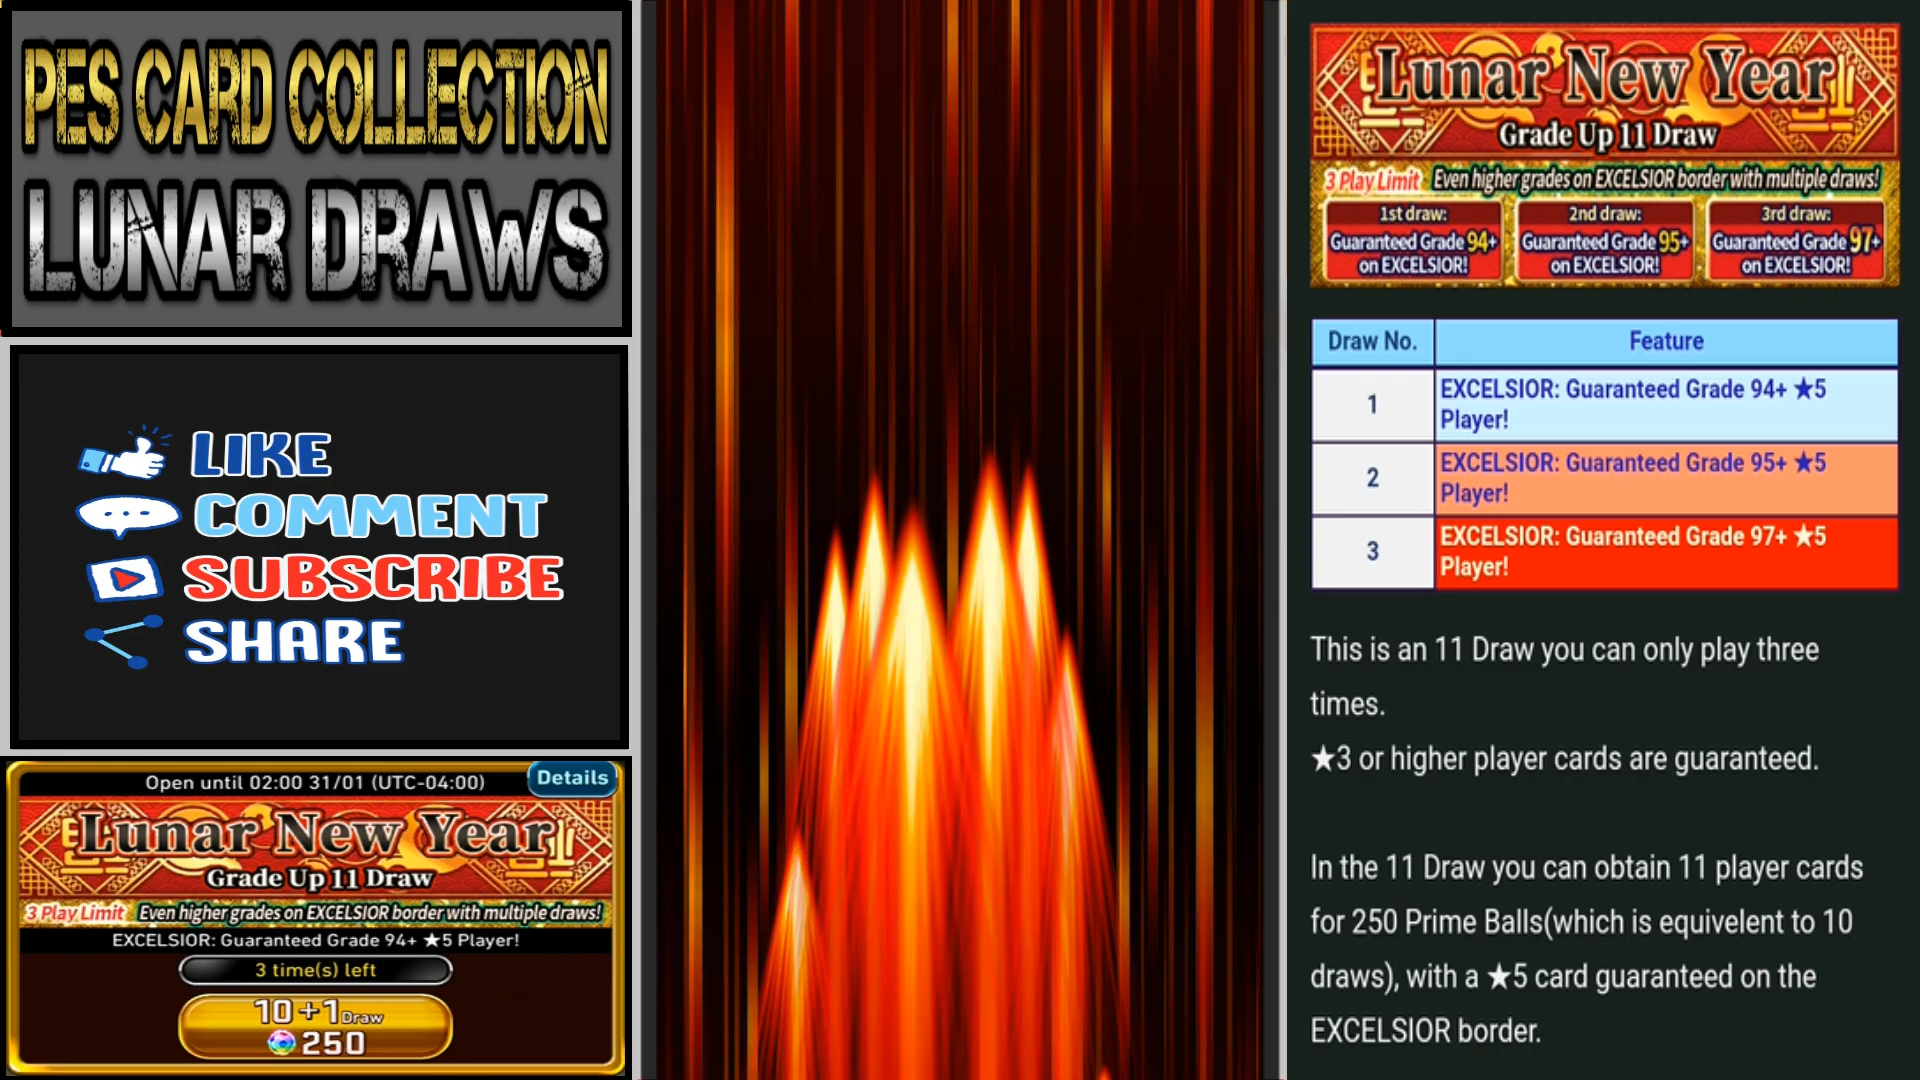 PES CARD COLLECTION
LUNAR DRAWS
LIKE
COMMENT
SUBSCRIBE
SHARE
Open until 02:00 31/01 (UTC-04:00)
Details
Lunar New Year
Grade Up 11 Draw
3 Play Limit Even higher grades on EXCELSIOR border with multiple draws!
EXCELSIOR: Guaranteed Grade 94+ ★5 Player!
3 time(s) left
10+1 Draw
250
Lunar New Year
Grade Up 11 Draw
3 Play Limit Even higher grades on EXCELSIOR border with multiple draws!
1st draw:
Guaranteed Grade 94+
on EXCELSIOR!
2nd draw:
Guaranteed Grade 95+
on EXCELSIOR!
3rd draw:
Guaranteed Grade 97+
on EXCELSIOR!
Draw No. Feature
1 EXCELSIOR: Guaranteed Grade 94+ ★5
Player!
2 EXCELSIOR: Guaranteed Grade 95+ ★5
Player!
3 EXCELSIOR: Guaranteed Grade 97+ ★5
Player!
This is an 11 Draw you can only play three
times.
★3 or higher player cards are guaranteed.
In the 11 Draw you can obtain 11 player cards
for 250 Prime Balls(which is equivelent to 10
draws), with a ★5 card guaranteed on the
EXCELSIOR border.